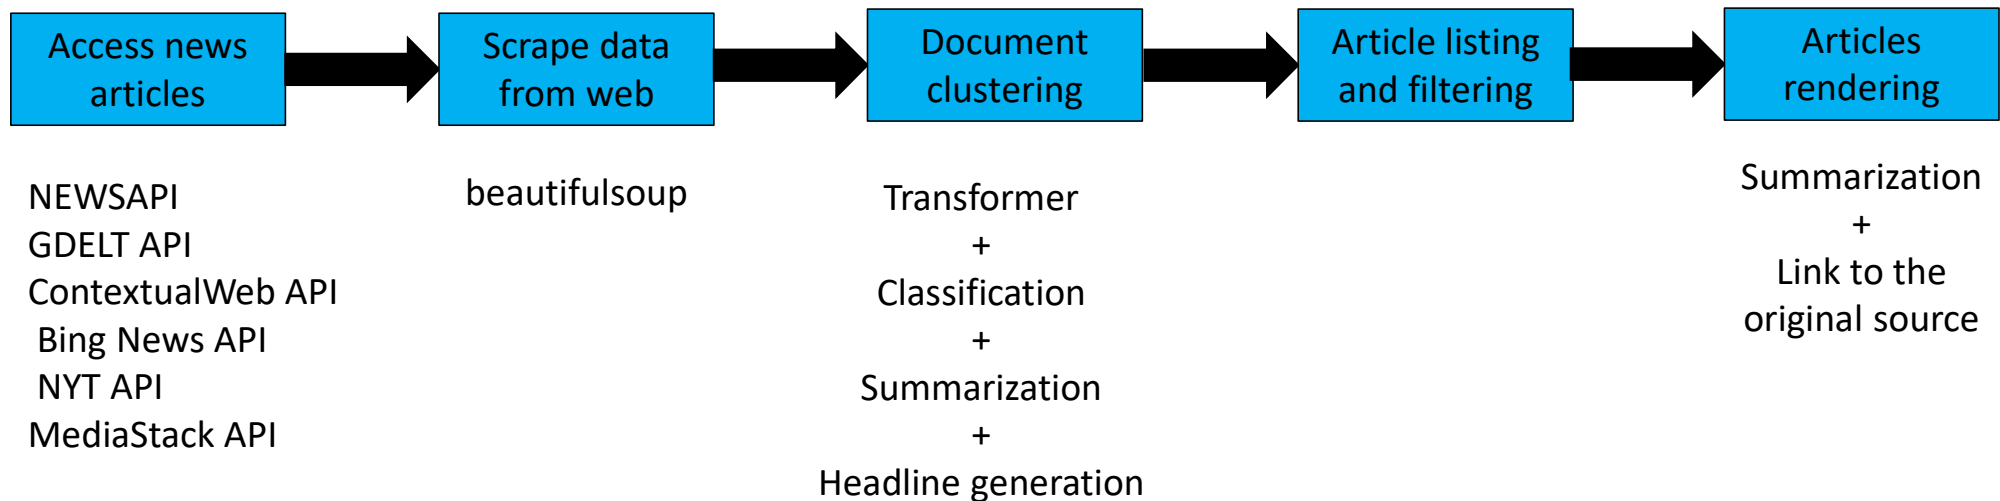 Access news
articles
Scrape data
from web
Document
clustering
Article listing
and filtering
Articles
rendering
NEWSAPI
GDELT API
ContextualWeb API
Bing News API
NYT API
MediaStack API
beautifulsoup
Transformer
+
Classification
+
Summarization
+
Headline generation
Summarization
+
Link to the
original source